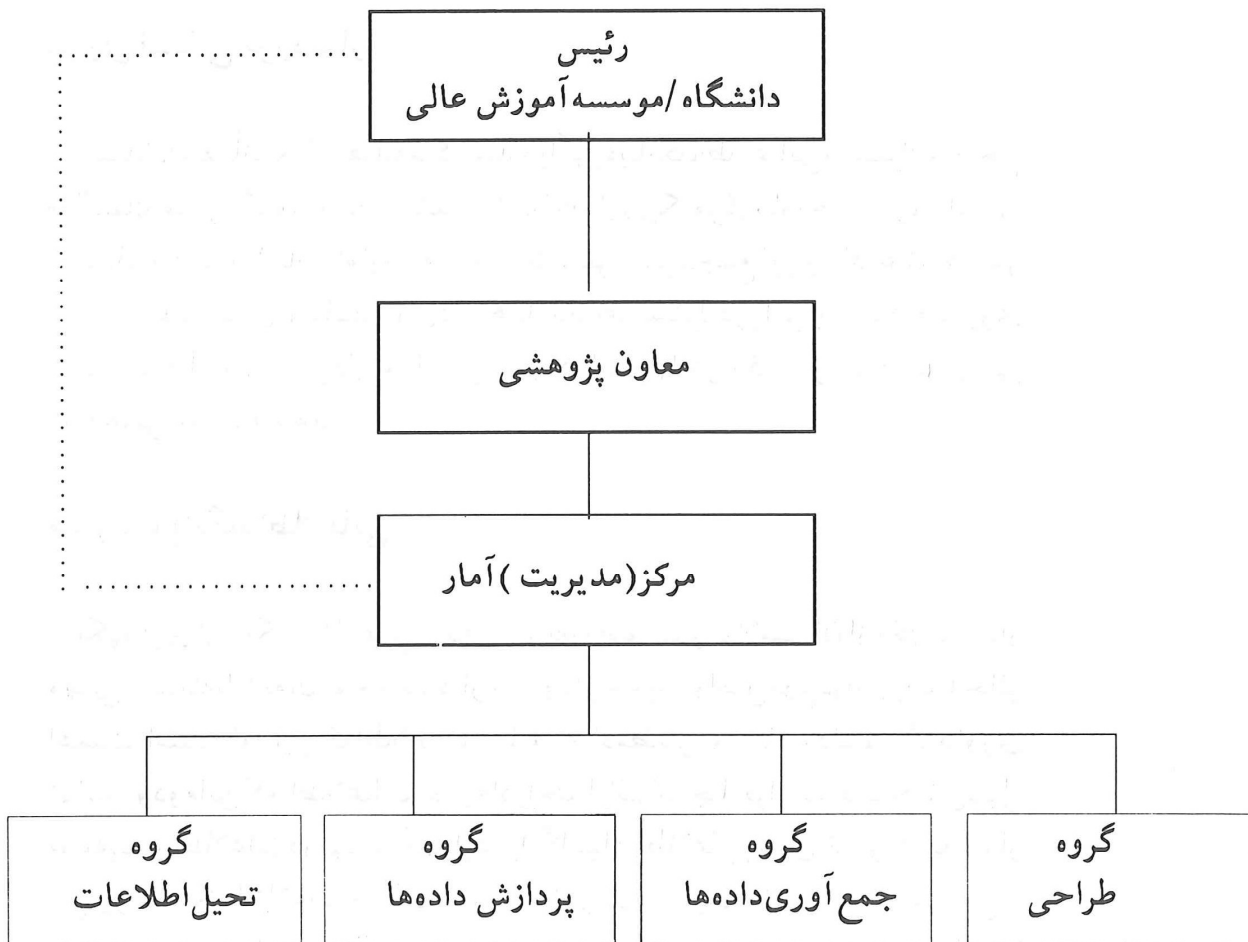 رئیس
دانشگاه/موسسه آموزش عالی
معاون پژوهشی
مرکز(مدیریت)آمار
گروه
طراحی
گروه
جمع آوری داده‌ها
گروه
پردازش داده‌ها
گروه
تحیل اطلاعات